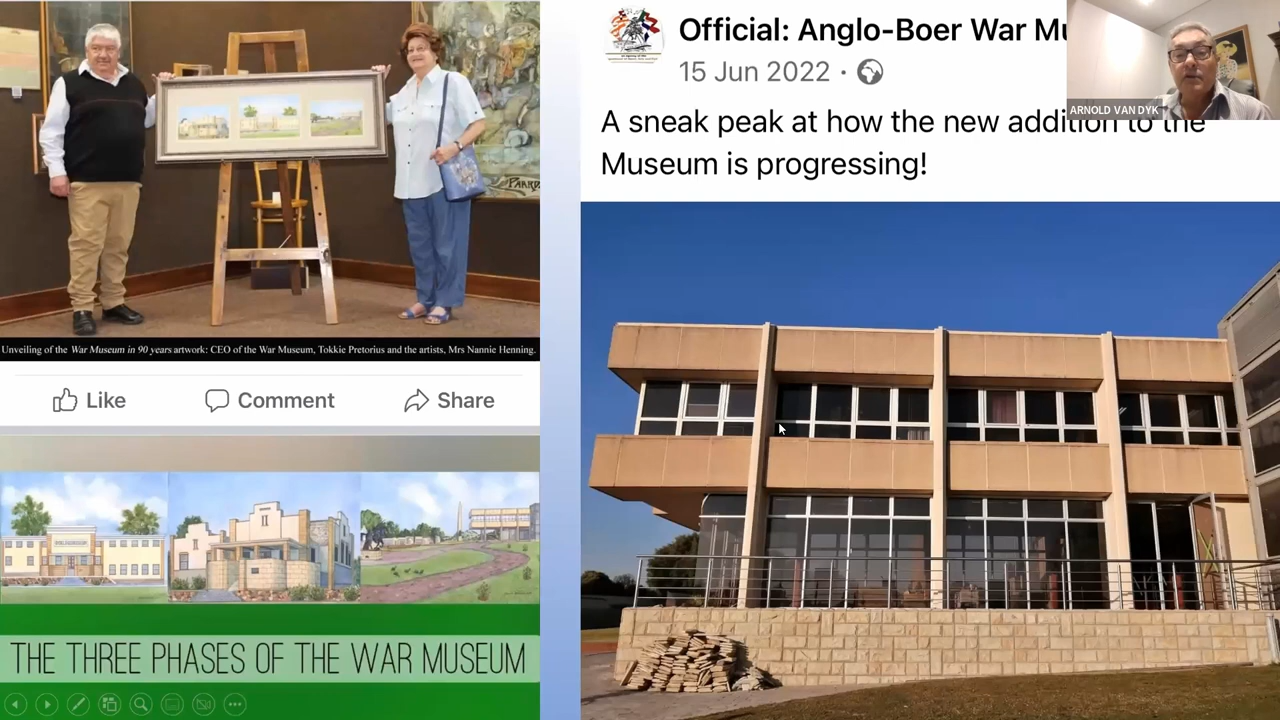 Unveiling of the War Museum in 90 years artwork: CEO of the War Museum, Tokkie Pretorius and the artists, Mrs Nannie Henning.
Like
Comment
Share
THE THREE PHASES OF THE WAR MUSEUM
Official: Anglo-Boer War Mu
15 Jun 2022 ·
A sneak peak at how the new addition to the
Museum is progressing!
ARNOLD VAN DYK